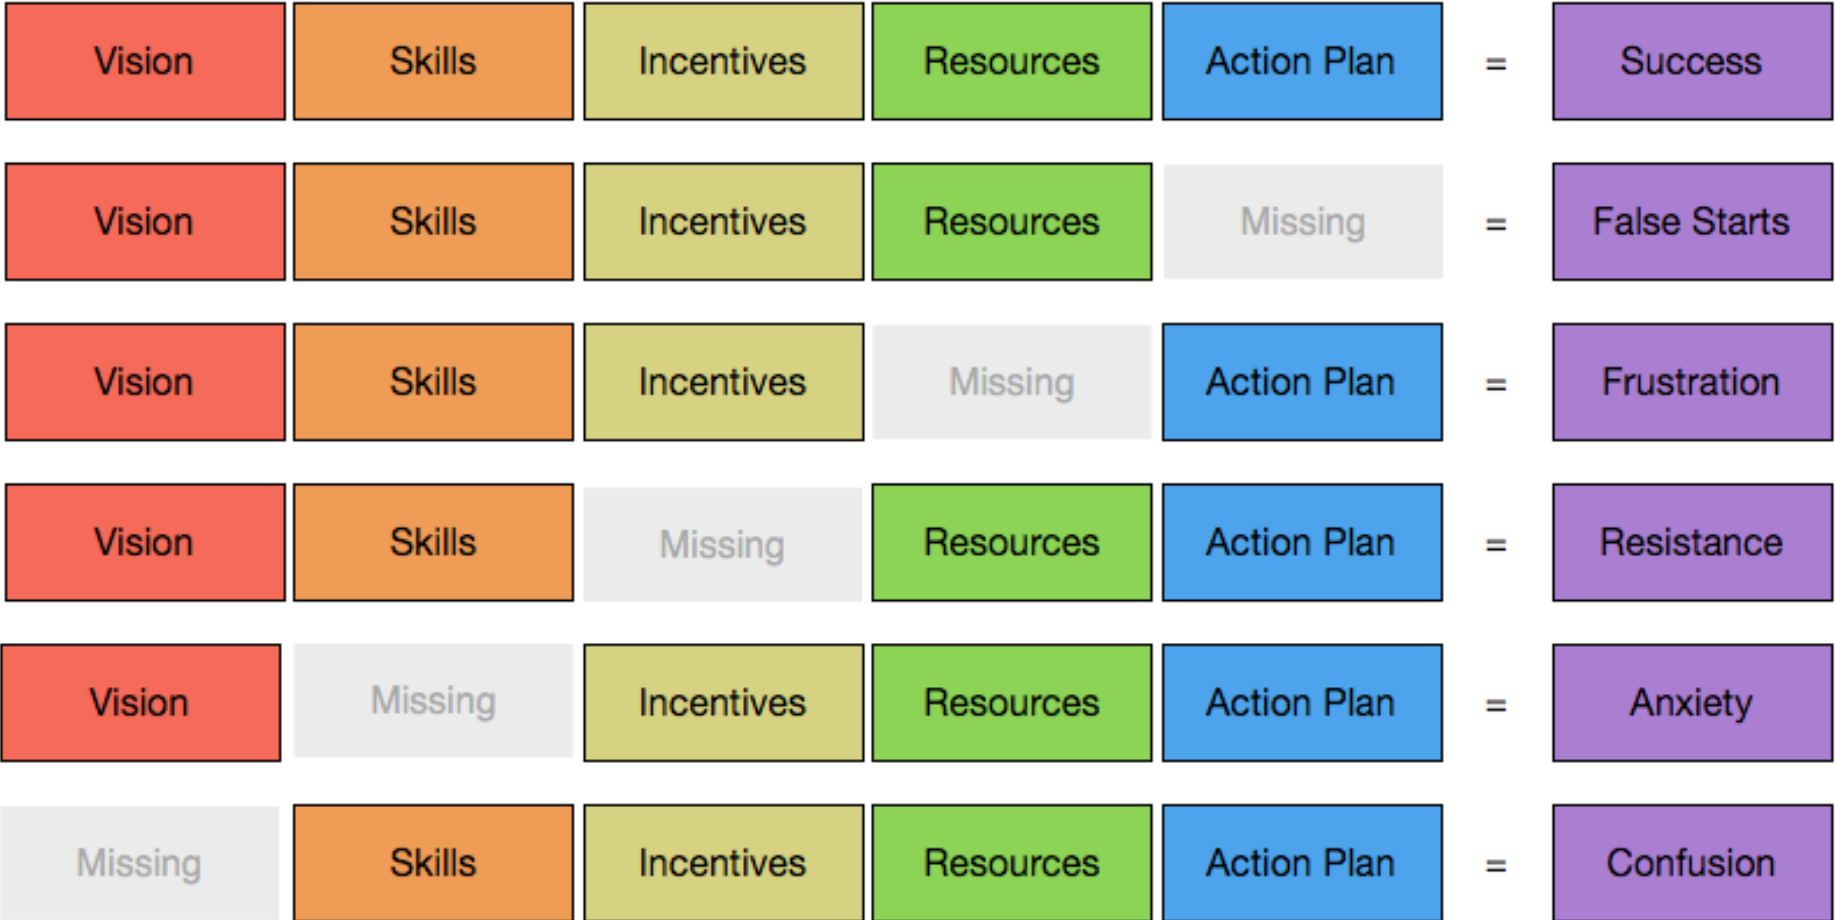 Vision Skills Incentives Resources Action Plan = Success
Vision Skills Incentives Resources Missing = False Starts
Vision Skills Incentives Missing Action Plan = Frustration
Vision Skills Missing Resources Action Plan = Resistance
Vision Missing Incentives Resources Action Plan = Anxiety
Missing Skills Incentives Resources Action Plan = Confusion